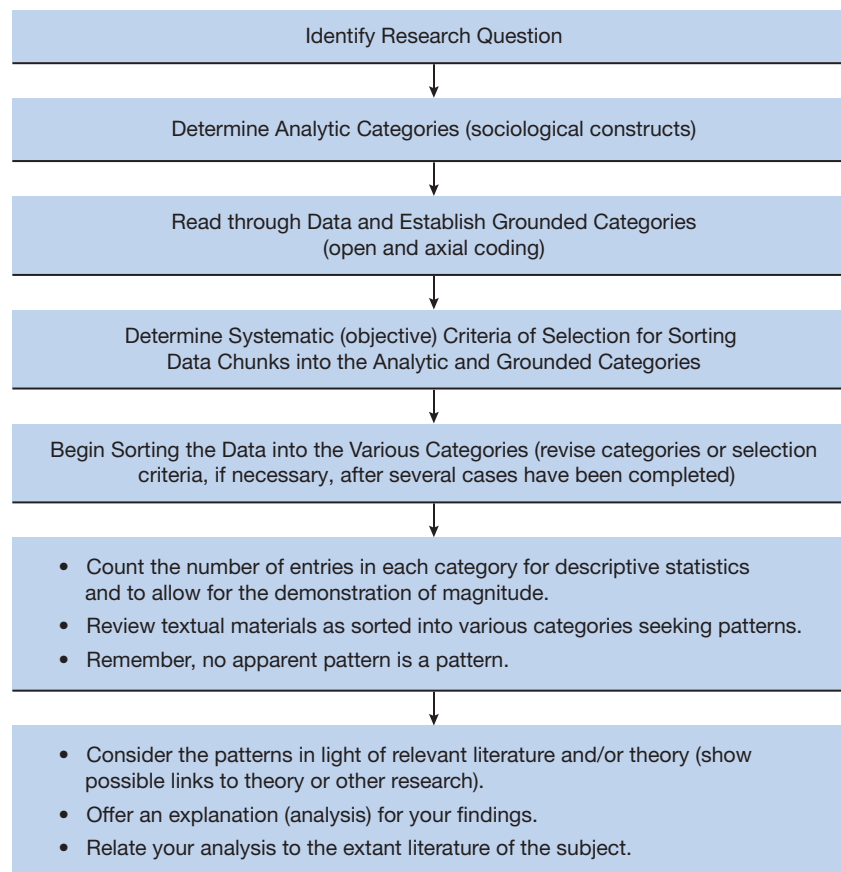 Identify Research Question
Determine Analytic Categories (sociological constructs)
Read through Data and Establish Grounded Categories
(open and axial coding)
Determine Systematic (objective) Criteria of Selection for Sorting
Data Chunks into the Analytic and Grounded Categories
Begin Sorting the Data into the Various Categories (revise categories or selection
criteria, if necessary, after several cases have been completed)
• Count the number of entries in each category for descriptive statistics
and to allow for the demonstration of magnitude.
• Review textual materials as sorted into various categories seeking patterns.
• Remember, no apparent pattern is a pattern.
• Consider the patterns in light of relevant literature and/or theory (show
possible links to theory or other research).
• Offer an explanation (analysis) for your findings.
• Relate your analysis to the extant literature of the subject.